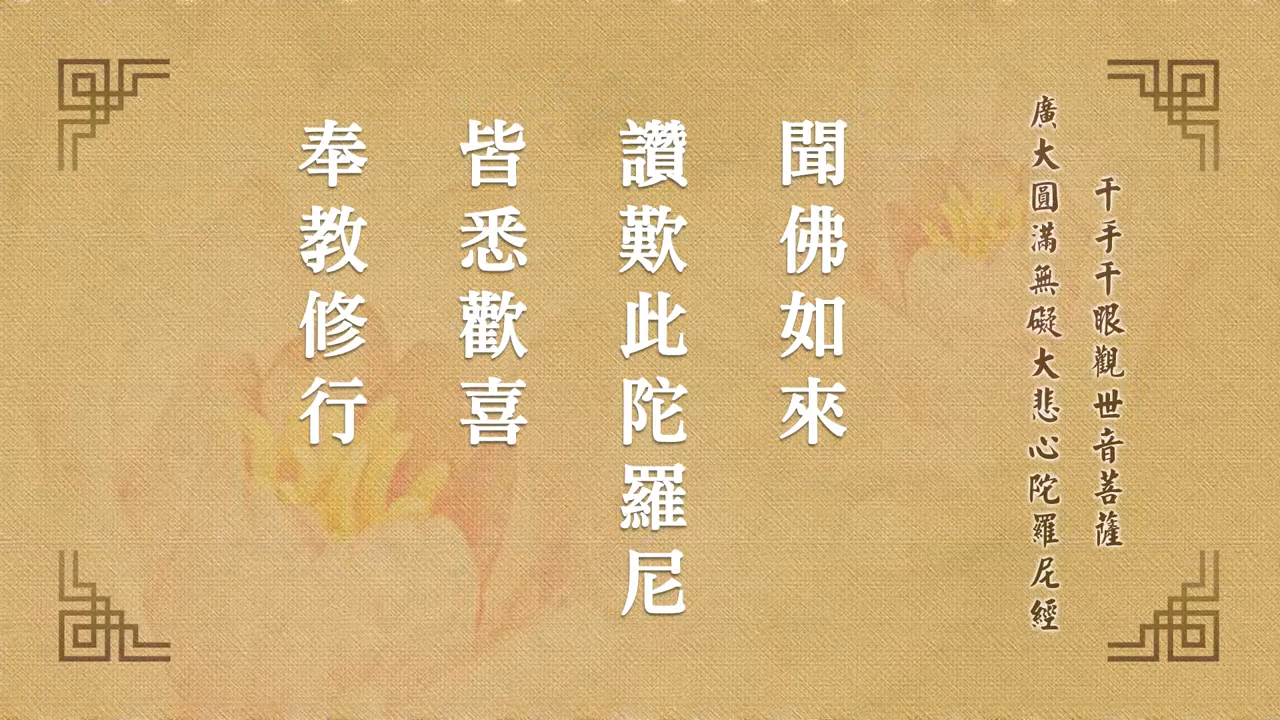 千手千眼觀世音菩薩
廣大圓滿無礙大悲心陀羅尼經
聞佛如來
讚歎此陀羅尼
皆悉歡喜
奉教修行